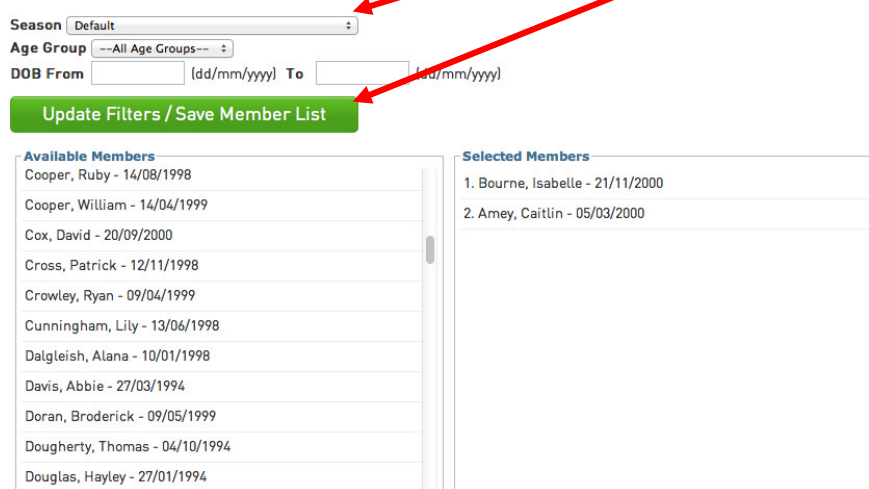 Season Default
Age Group --All Age Groups--
DOB From (dd/mm/yyyy) To (dd/mm/yyyy)
Update Filters / Save Member List
Available Members
Cooper, Ruby - 14/08/1998
Cooper, William - 14/04/1999
Cox, David - 20/09/2000
Cross, Patrick - 12/11/1998
Crowley, Ryan - 09/04/1999
Cunningham, Lily - 13/06/1998
Dalgleish, Alana - 10/01/1998
Davis, Abbie - 27/03/1994
Doran, Broderick - 09/05/1999
Dougherty, Thomas - 04/10/1994
Douglas, Hayley - 27/01/1994
Selected Members
1. Bourne, Isabelle - 21/11/2000
2. Amey, Caitlin - 05/03/2000